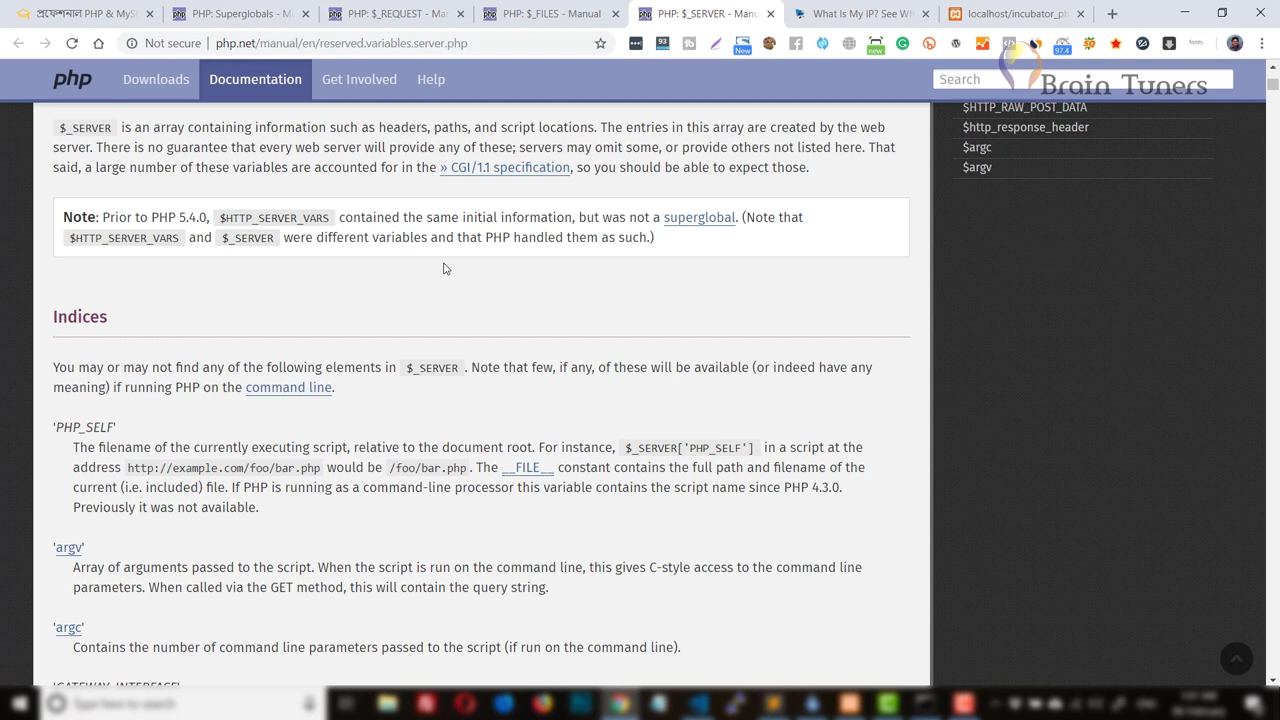 প্রফেশনাল PHP & MyS
PHP: Superglobals - M
PHP: $_REQUEST - Ma
PHP: $_FILES - Manual
PHP: $_SERVER - Manu
What Is My IP? See Wh
localhost/incubator_ph
Not secure
php.net/manual/en/reserved.variables.server.php
93
New
new
97.4
fonts
php
Downloads
Documentation
Get Involved
Help
Search
Brain Tuners
$_SERVER is an array containing information such as headers, paths, and script locations. The entries in this array are created by the web
server. There is no guarantee that every web server will provide any of these; servers may omit some, or provide others not listed here. That
said, a large number of these variables are accounted for in the » CGI/1.1 specification, so you should be able to expect those.
Note: Prior to PHP 5.4.0, $HTTP_SERVER_VARS contained the same initial information, but was not a superglobal. (Note that
$HTTP_SERVER_VARS and $_SERVER were different variables and that PHP handled them as such.)
Indices
You may or may not find any of the following elements in $_SERVER. Note that few, if any, of these will be available (or indeed have any
meaning) if running PHP on the command line.
'PHP_SELF'
The filename of the currently executing script, relative to the document root. For instance, $_SERVER['PHP_SELF'] in a script at the
address http://example.com/foo/bar.php would be /foo/bar.php. The __FILE__ constant contains the full path and filename of the
current (i.e. included) file. If PHP is running as a command-line processor this variable contains the script name since PHP 4.3.0.
Previously it was not available.
'argv'
Array of arguments passed to the script. When the script is run on the command line, this gives C-style access to the command line
parameters. When called via the GET method, this will contain the query string.
'argc'
Contains the number of command line parameters passed to the script (if run on the command line).
'GATEWAY_INTERFACE'
$HTTP_RAW_POST_DATA
$http_response_header
$argc
$argv
Type here to search